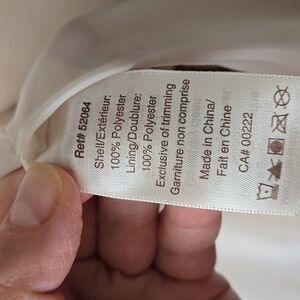 Ref# 52064
Shell/Extérieur:
100% Polyester
Lining/Doublure:
100% Polyester
Exclusive of trimming
Garniture non comprise
Made in China/
Fait en Chine
CA# 00222